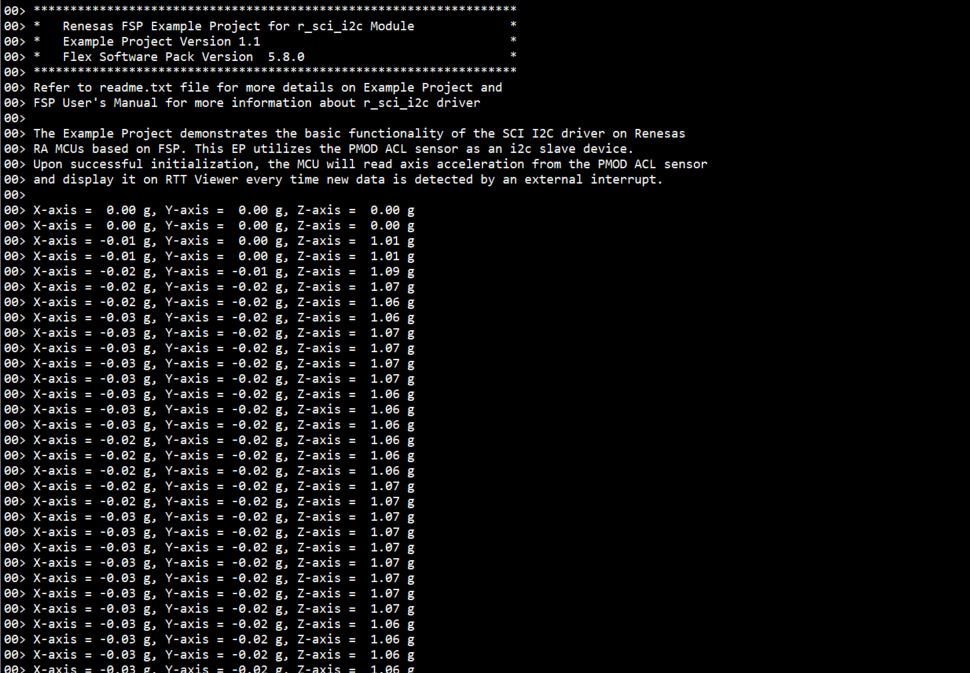 00> ******************************************************************
00> *   Renesas FSP Example Project for r_sci_i2c Module             *
00> *   Example Project Version 1.1                                  *
00> *   Flex Software Pack Version  5.8.0                            *
00> ******************************************************************
00> Refer to readme.txt file for more details on Example Project and
00> FSP User's Manual for more information about r_sci_i2c driver
00>
00> The Example Project demonstrates the basic functionality of the SCI I2C driver on Renesas
00> RA MCUs based on FSP. This EP utilizes the PMOD ACL sensor as an i2c slave device.
00> Upon successful initialization, the MCU will read axis acceleration from the PMOD ACL sensor
00> and display it on RTT Viewer every time new data is detected by an external interrupt.
00>
00> X-axis =  0.00 g, Y-axis =  0.00 g, Z-axis =  0.00 g
00> X-axis =  0.00 g, Y-axis =  0.00 g, Z-axis =  0.00 g
00> X-axis = -0.01 g, Y-axis =  0.00 g, Z-axis =  1.01 g
00> X-axis = -0.01 g, Y-axis =  0.00 g, Z-axis =  1.01 g
00> X-axis = -0.02 g, Y-axis = -0.01 g, Z-axis =  1.09 g
00> X-axis = -0.02 g, Y-axis = -0.02 g, Z-axis =  1.07 g
00> X-axis = -0.02 g, Y-axis = -0.02 g, Z-axis =  1.06 g
00> X-axis = -0.03 g, Y-axis = -0.02 g, Z-axis =  1.06 g
00> X-axis = -0.03 g, Y-axis = -0.02 g, Z-axis =  1.07 g
00> X-axis = -0.03 g, Y-axis = -0.02 g, Z-axis =  1.07 g
00> X-axis = -0.03 g, Y-axis = -0.02 g, Z-axis =  1.07 g
00> X-axis = -0.03 g, Y-axis = -0.02 g, Z-axis =  1.07 g
00> X-axis = -0.03 g, Y-axis = -0.02 g, Z-axis =  1.06 g
00> X-axis = -0.03 g, Y-axis = -0.02 g, Z-axis =  1.06 g
00> X-axis = -0.03 g, Y-axis = -0.02 g, Z-axis =  1.06 g
00> X-axis = -0.02 g, Y-axis = -0.02 g, Z-axis =  1.06 g
00> X-axis = -0.02 g, Y-axis = -0.02 g, Z-axis =  1.06 g
00> X-axis = -0.02 g, Y-axis = -0.02 g, Z-axis =  1.06 g
00> X-axis = -0.02 g, Y-axis = -0.02 g, Z-axis =  1.07 g
00> X-axis = -0.02 g, Y-axis = -0.02 g, Z-axis =  1.07 g
00> X-axis = -0.03 g, Y-axis = -0.02 g, Z-axis =  1.07 g
00> X-axis = -0.03 g, Y-axis = -0.02 g, Z-axis =  1.07 g
00> X-axis = -0.03 g, Y-axis = -0.02 g, Z-axis =  1.07 g
00> X-axis = -0.03 g, Y-axis = -0.02 g, Z-axis =  1.07 g
00> X-axis = -0.03 g, Y-axis = -0.02 g, Z-axis =  1.07 g
00> X-axis = -0.03 g, Y-axis = -0.02 g, Z-axis =  1.07 g
00> X-axis = -0.03 g, Y-axis = -0.02 g, Z-axis =  1.07 g
00> X-axis = -0.03 g, Y-axis = -0.02 g, Z-axis =  1.06 g
00> X-axis = -0.03 g, Y-axis = -0.02 g, Z-axis =  1.06 g
00> X-axis = -0.03 g, Y-axis = -0.02 g, Z-axis =  1.06 g
00> X-axis = -0.03 g, Y-axis = -0.02 g, Z-axis =  1.06 g